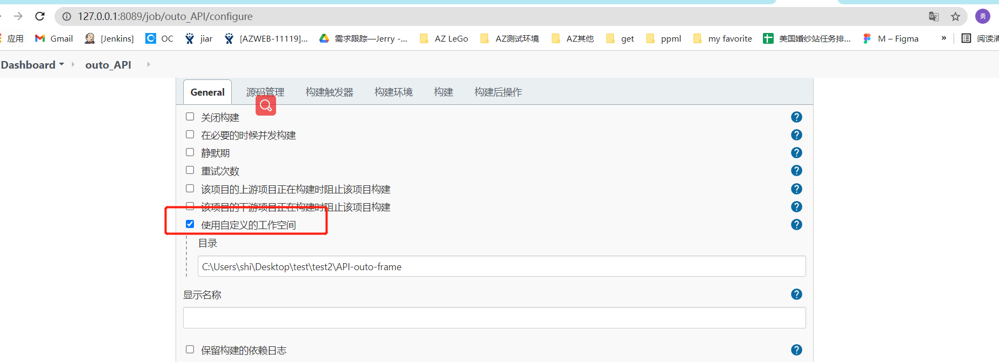 127.0.0.1:8089/job/outo_API/configure
勇
应用 Gmail [Jenkins] OC jiar [AZWEB-11119]... 需求跟踪—Jerry -... AZ LeGo AZ测试环境 AZ其他 get ppml my favorite 美国婚纱站任务排... M – Figma » 阅读清
Dashboard outo_API
General 源码管理 构建触发器 构建环境 构建 构建后操作
关闭构建
在必要的时候并发构建
静默期
重试次数
该项目的上游项目正在构建时阻止该项目构建
该项目的下游项目正在构建时阻止该项目构建
使用自定义的工作空间
目录
C:\Users\shi\Desktop\test\test2\API-outo-frame
显示名称
保留构建的依赖日志